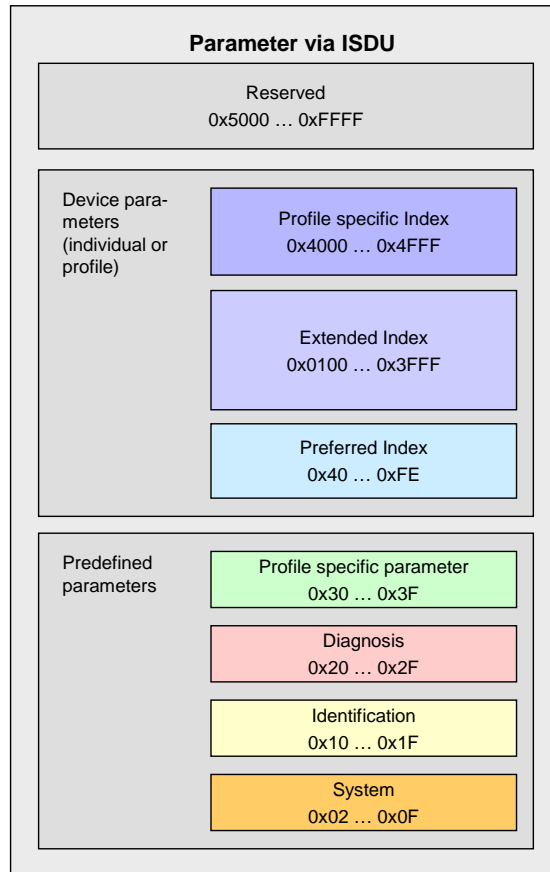 Parameter via ISDU
Reserved
0x5000 … 0xFFFF
Device para-
meters
(individual or
profile)
Profile specific Index
0x4000 … 0x4FFF
Extended Index
0x0100 … 0x3FFF
Preferred Index
0x40 … 0xFE
Predefined
parameters
Profile specific parameter
0x30 … 0x3F
Diagnosis
0x20 … 0x2F
Identification
0x10 … 0x1F
System
0x02 … 0x0F